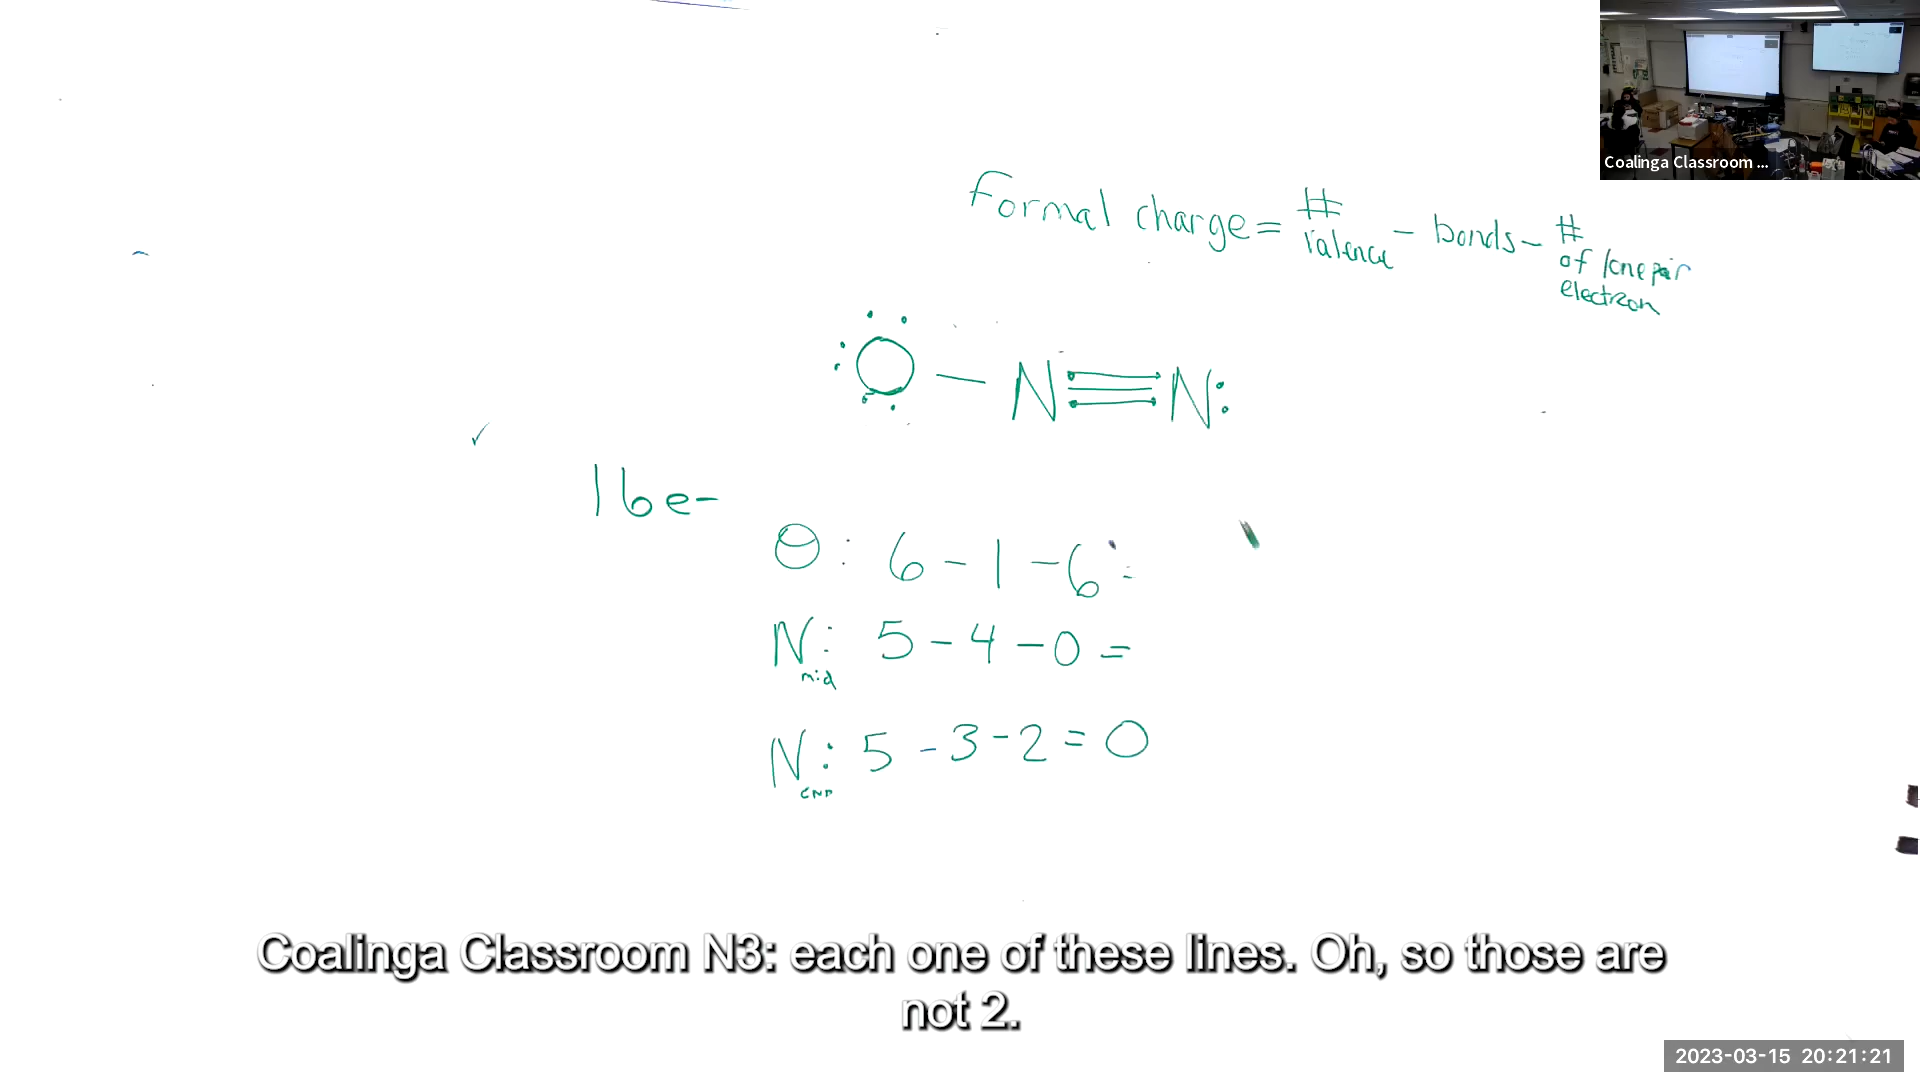 Coalinga Classroom ...
Formal charge = # valence - bonds - # of lone pair electron
:O - N≡N:
16e-
O: 6 - 1 - 6 =
N: 5 - 4 - 0 =
mid
N: 5 - 3 - 2 = 0
end
Coalinga Classroom N3: each one of these lines. Oh, so those are
not 2.
2023-03-15 20:21:21